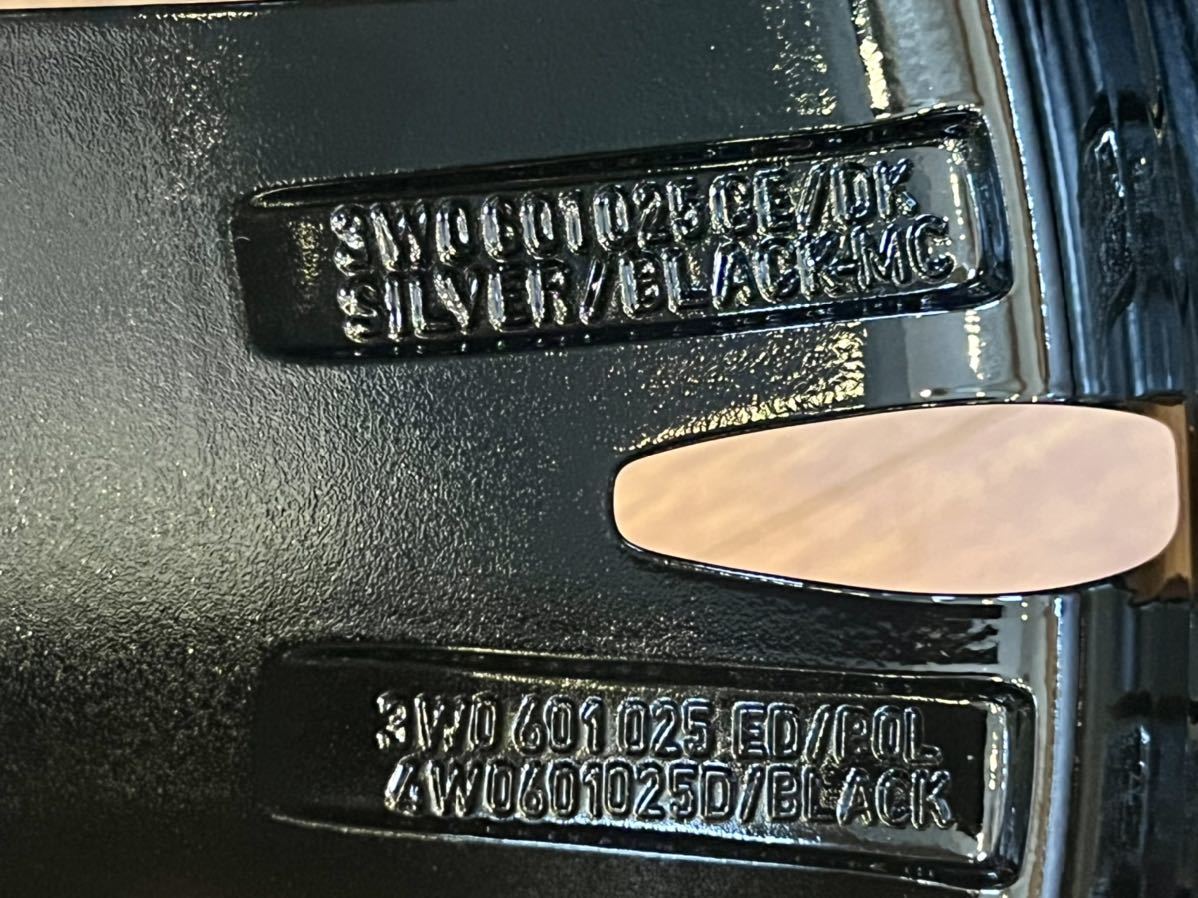 3W0601025CE/DK
SILVER/BLACK-MC
3W0 601 025 ED/POL
4W0601025D/BLACK